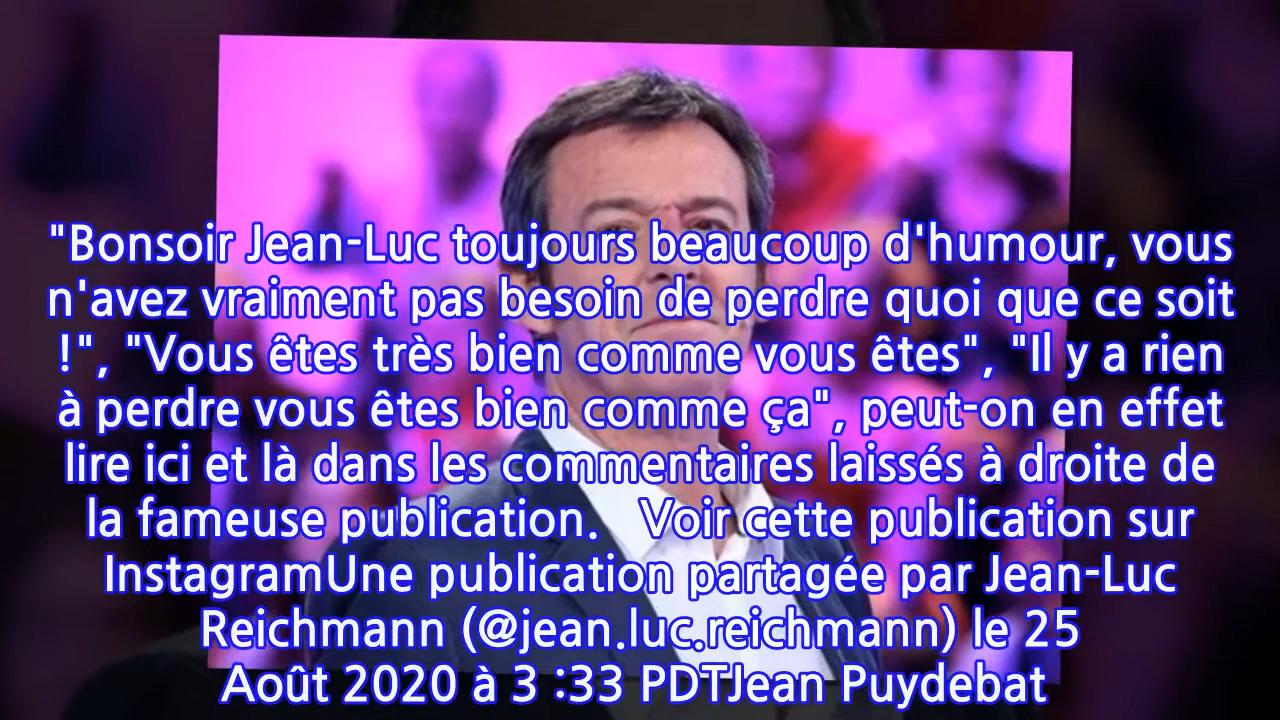 "Bonsoir Jean-Luc toujours beaucoup d'humour, vous
n'avez vraiment pas besoin de perdre quoi que ce soit
!", "Vous êtes très bien comme vous êtes", "Il y a rien
à perdre vous êtes bien comme ça", peut-on en effet
lire ici et là dans les commentaires laissés à droite de
la fameuse publication.   Voir cette publication sur
InstagramUne publication partagée par Jean-Luc
Reichmann (@jean.luc.reichmann) le 25
Août 2020 à 3 :33 PDTJean Puydebat